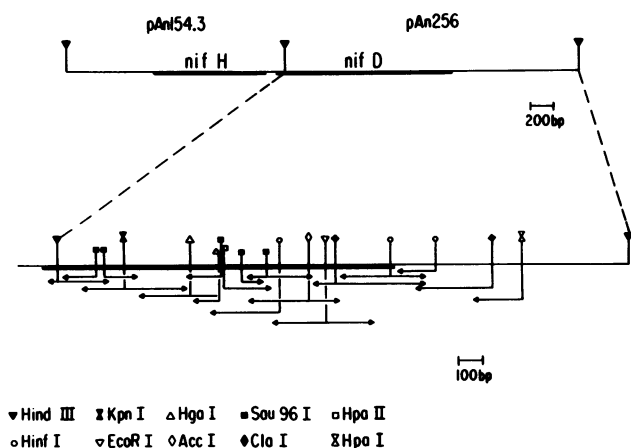 pAn154.3 pAn256
nif H nif D
200bp
100bp
Hind III Kpn I Hga I Sau 96 I Hpa II
Hinf I EcoR I Acc I Cla I Hpa I